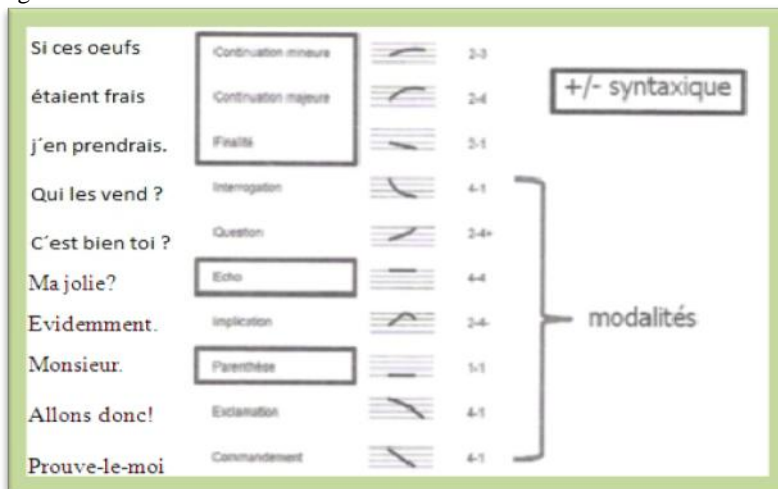 Si ces oeufs Continuation mineure 2-3
étaient frais Continuation majeure 2-4
+/- syntaxique
j´en prendrais. Finalité 2-1
Qui les vend ? Interrogation 4-1
C´est bien toi ? Question 2-4+
Ma jolie? Echo 4-4
modalités
Evidemment. Implication 2-4-
Monsieur. Parenthèse 1-1
Allons donc! Exclamation 4-1
Prouve-le-moi Commandement 4-1